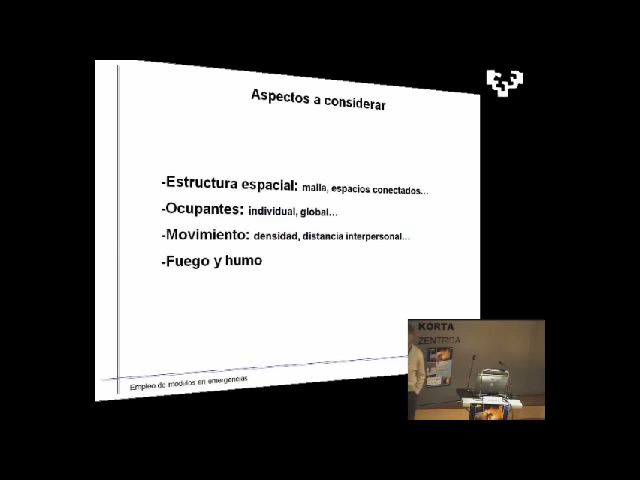 Aspectos a considerar
-Estructura espacial: malla, espacios conectados...
-Ocupantes: individual, global...
-Movimiento: densidad, distancia interpersonal...
-Fuego y humo
Empleo de modelos en emergencias
KORTA
ZENTROA